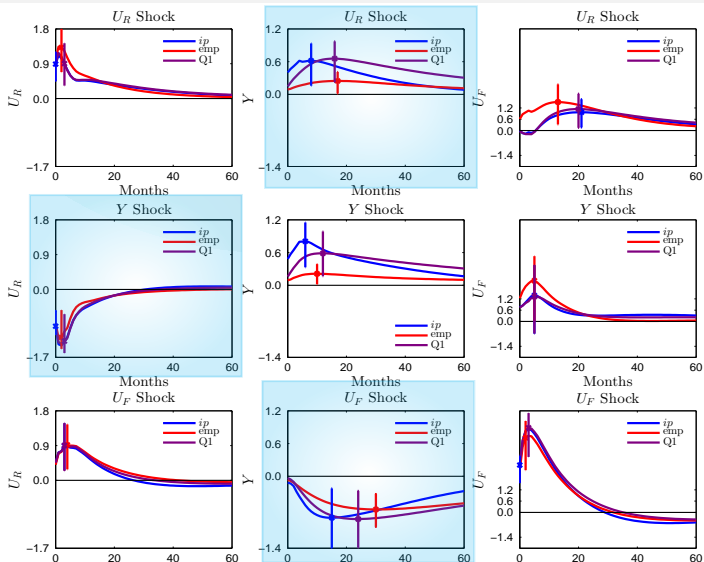 U_R Shock
U_R
1.8
0.9
0.0
−1.7
0 20 40 60
ip
emp
Q1
Months
U_R Shock
Y
1.2
0.6
0.0
−1.4
0 20 40 60
ip
emp
Q1
Months
U_R Shock
U_F
1.2
0.6
0.0
−1.4
0 20 40 60
ip
emp
Q1
Months
Y Shock
U_R
1.8
0.0
−1.7
0 20 40 60
ip
emp
Q1
Months
Y Shock
Y
1.2
0.6
0.0
−1.4
0 20 40 60
ip
emp
Q1
Months
Y Shock
U_F
1.2
0.6
0.0
−1.4
0 20 40 60
ip
emp
Q1
Months
U_F Shock
U_R
1.8
0.9
0.0
−1.7
0 20 40 60
ip
emp
Q1
U_F Shock
Y
1.2
0.6
0.0
−1.4
0 20 40 60
ip
emp
Q1
U_F Shock
U_F
1.2
0.6
0.0
−1.4
0 20 40 60
ip
emp
Q1